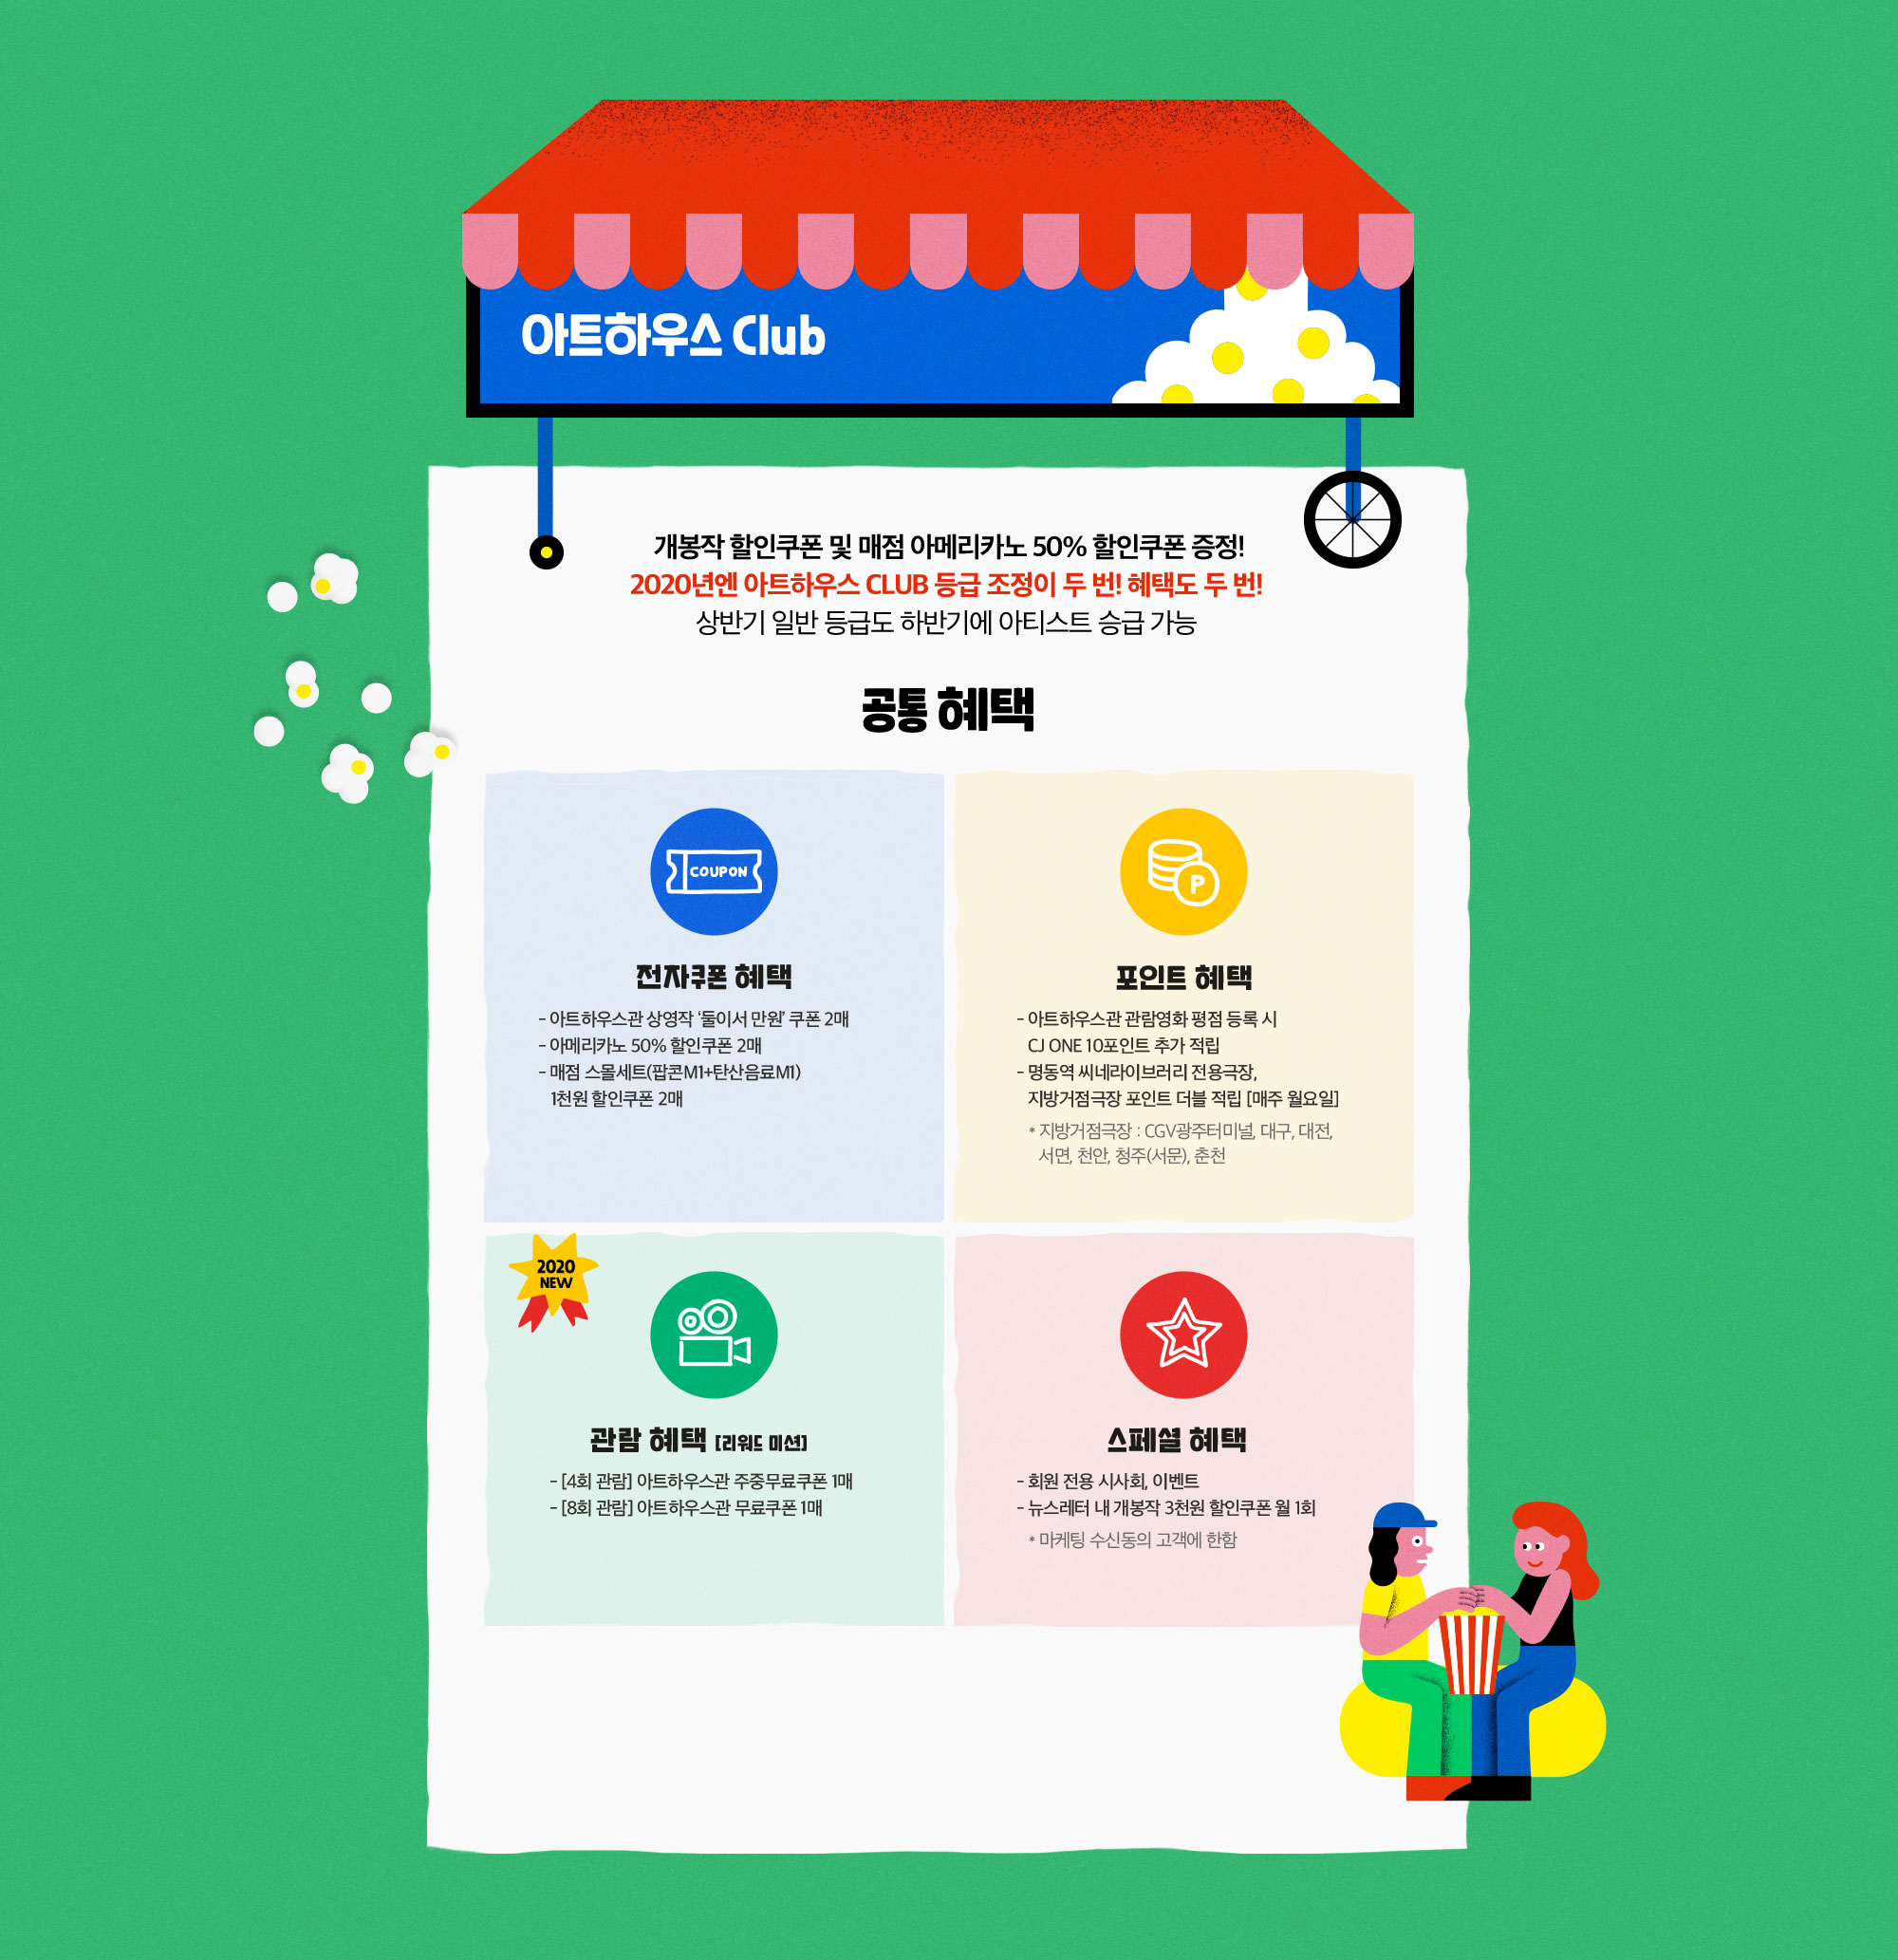 아트하우스 Club
개봉작 할인쿠폰 및 매점 아메리카노 50% 할인쿠폰 증정!
2020년엔 아트하우스 CLUB 등급 조정이 두 번! 혜택도 두 번!
상반기 일반 등급도 하반기에 아티스트 승급 가능
공통 혜택
COUPON
전자쿠폰 혜택
- 아트하우스관 상영작 '둘이서 만원' 쿠폰 2매
- 아메리카노 50% 할인쿠폰 2매
- 매점 스몰세트(팝콘M1+탄산음료M1)
1천원 할인쿠폰 2매
P
포인트 혜택
- 아트하우스관 관람영화 평점 등록 시
CJ ONE 10포인트 추가 적립
- 명동역 씨네라이브러리 전용극장,
지방거점극장 포인트 더블 적립 [매주 월요일]
* 지방거점극장 : CGV광주터미널, 대구, 대전,
서면, 천안, 청주(서문), 춘천
2020
NEW
관람 혜택 [리워드 미션]
- [4회 관람] 아트하우스관 주중무료쿠폰 1매
- [8회 관람] 아트하우스관 무료쿠폰 1매
스페셜 혜택
- 회원 전용 시사회, 이벤트
- 뉴스레터 내 개봉작 3천원 할인쿠폰 월 1회
* 마케팅 수신동의 고객에 한함